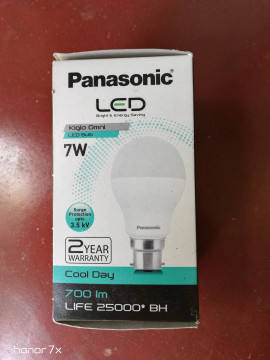 Panasonic
LED
Bright & Energy Saving
Kiglo Omni
LED Bulb
7W
Panasonic
Surge
Protection
upto
3.5 kV
2 YEAR
WARRANTY
Cool Day
700 lm
LIFE 25000* BH
honor 7x